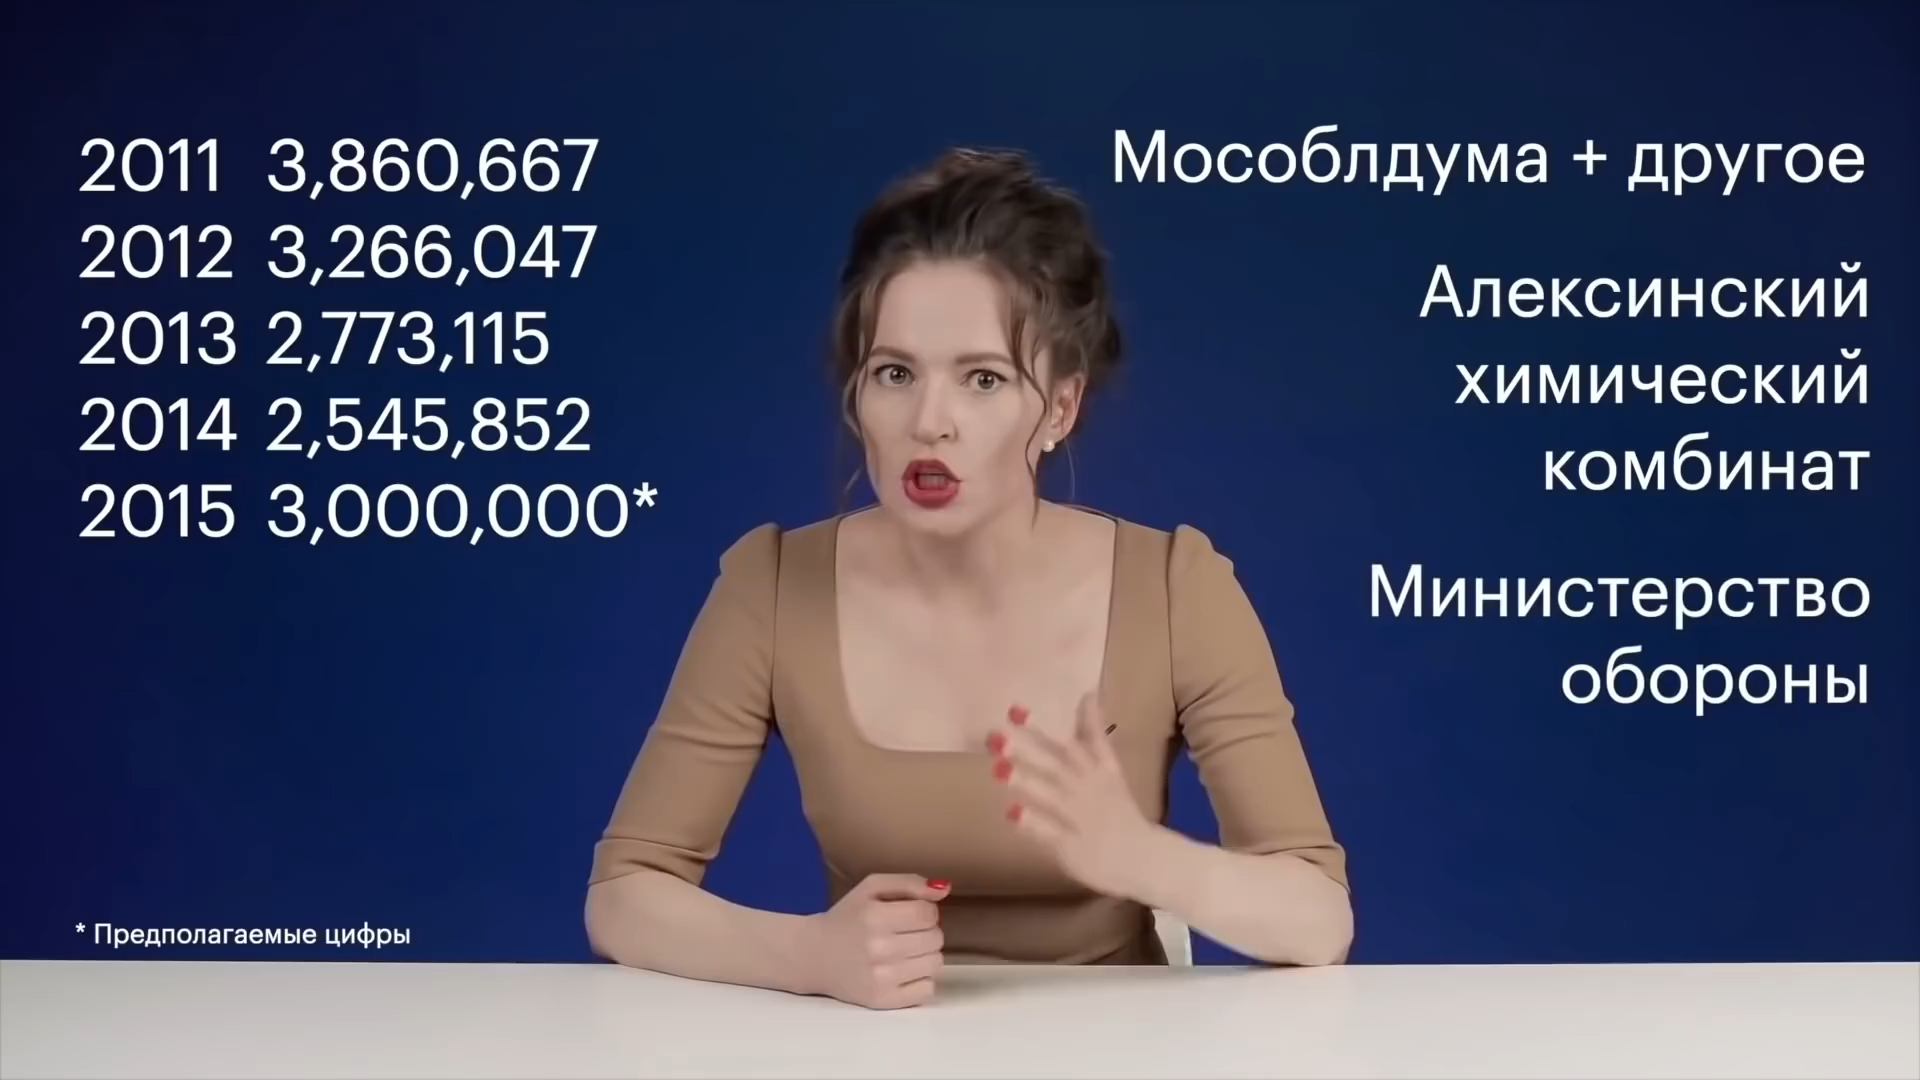 2011 3,860,667
2012 3,266,047
2013 2,773,115
2014 2,545,852
2015 3,000,000*
* Предполагаемые цифры
Мособлдума + другое
Алексинский
химический
комбинат
Министерство
обороны